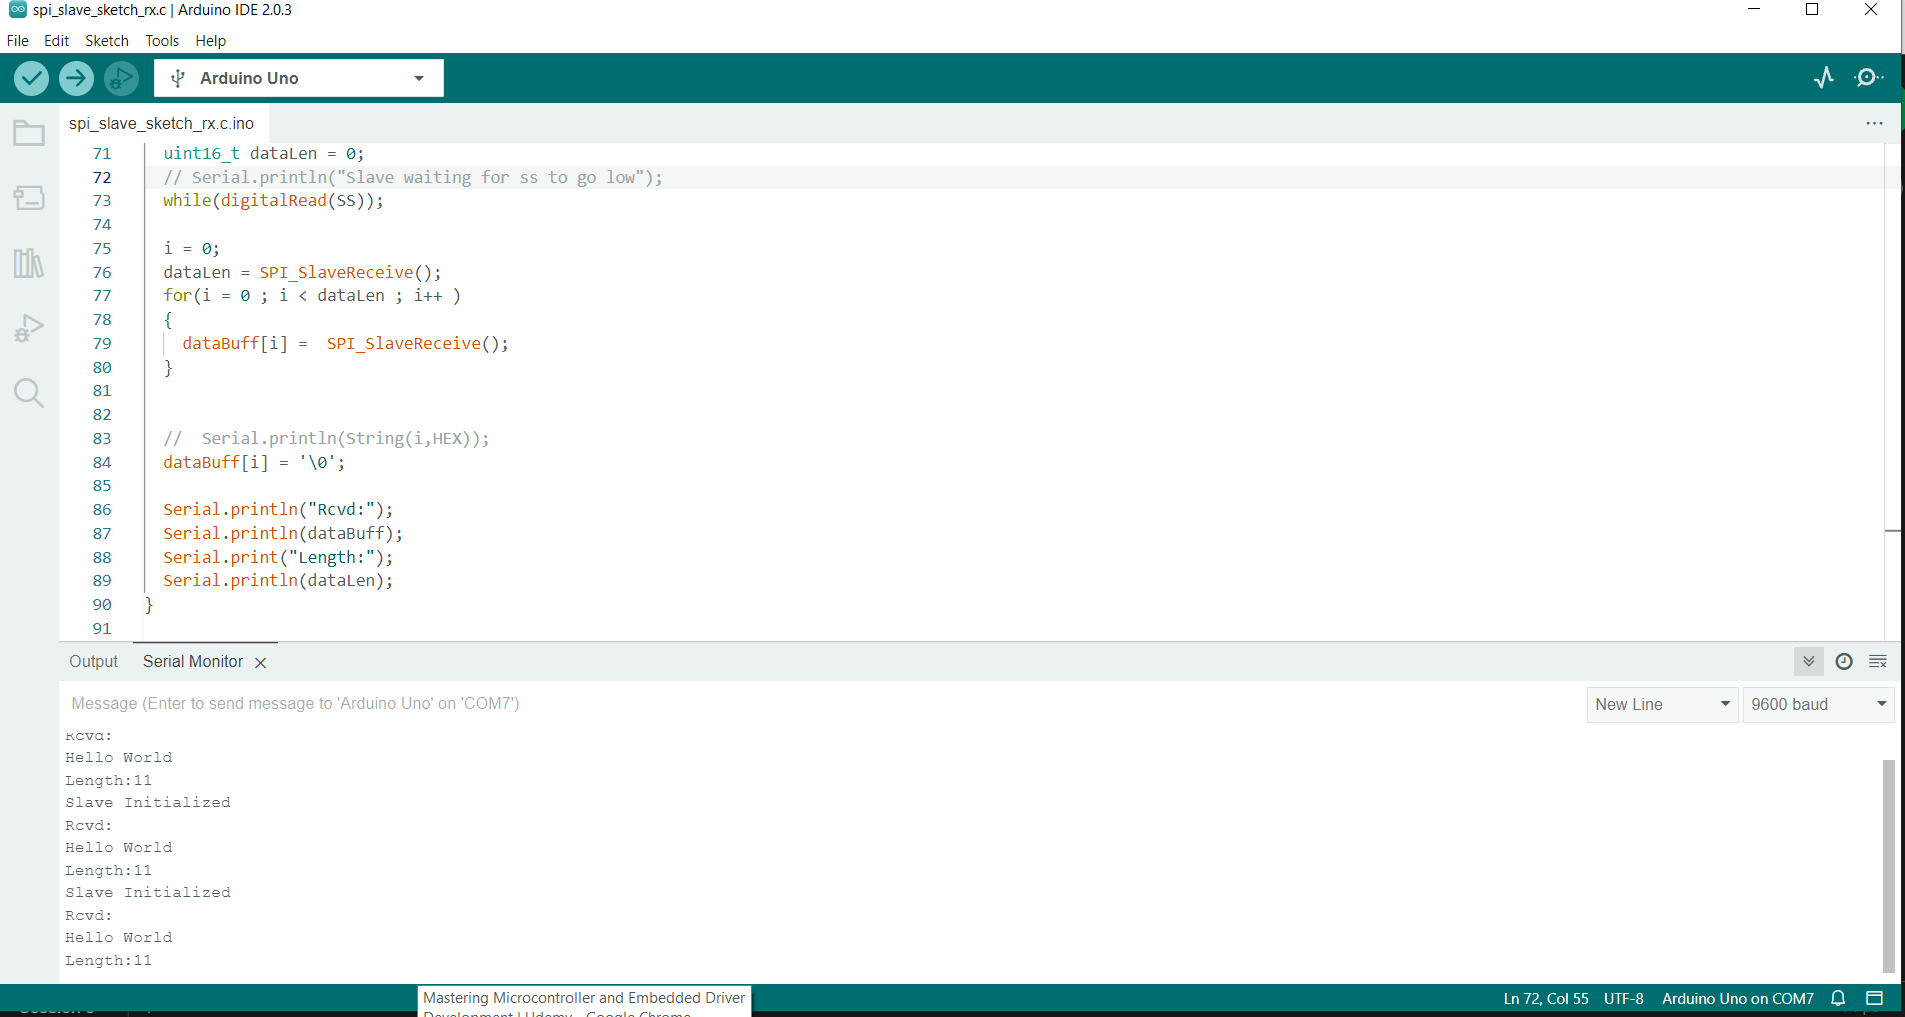 spi_slave_sketch_rx.c | Arduino IDE 2.0.3
File Edit Sketch Tools Help
Arduino Uno
spi_slave_sketch_rx.c.ino
71 uint16_t dataLen = 0;
72 // Serial.println("Slave waiting for ss to go low");
73 while(digitalRead(SS));
74
75 i = 0;
76 dataLen = SPI_SlaveReceive();
77 for(i = 0 ; i < dataLen ; i++ )
78 {
79 dataBuff[i] =  SPI_SlaveReceive();
80 }
81
82
83 //  Serial.println(String(i,HEX));
84 dataBuff[i] = '\0';
85
86 Serial.println("Rcvd:");
87 Serial.println(dataBuff);
88 Serial.print("Length:");
89 Serial.println(dataLen);
90 }
91
Output Serial Monitor
Message (Enter to send message to 'Arduino Uno' on 'COM7')
New Line 9600 baud
Rcvd:
Hello World
Length:11
Slave Initialized
Rcvd:
Hello World
Length:11
Slave Initialized
Rcvd:
Hello World
Length:11
Mastering Microcontroller and Embedded Driver
Development | Udemy - Google Chrome
Ln 72, Col 55 UTF-8 Arduino Uno on COM7